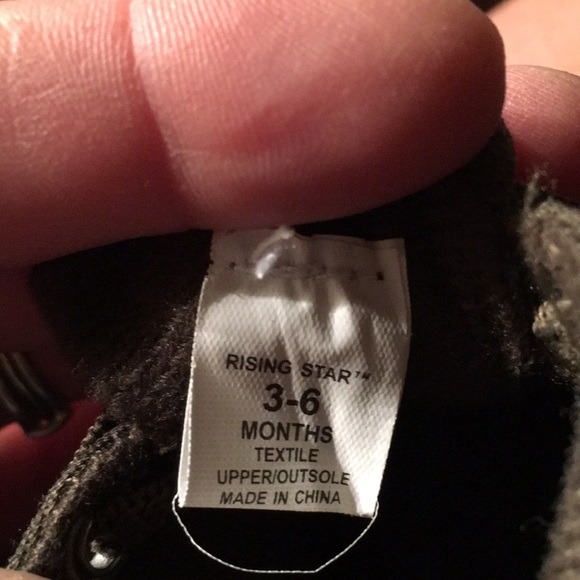 RISING STAR™
3-6
MONTHS
TEXTILE
UPPER/OUTSOLE
MADE IN CHINA